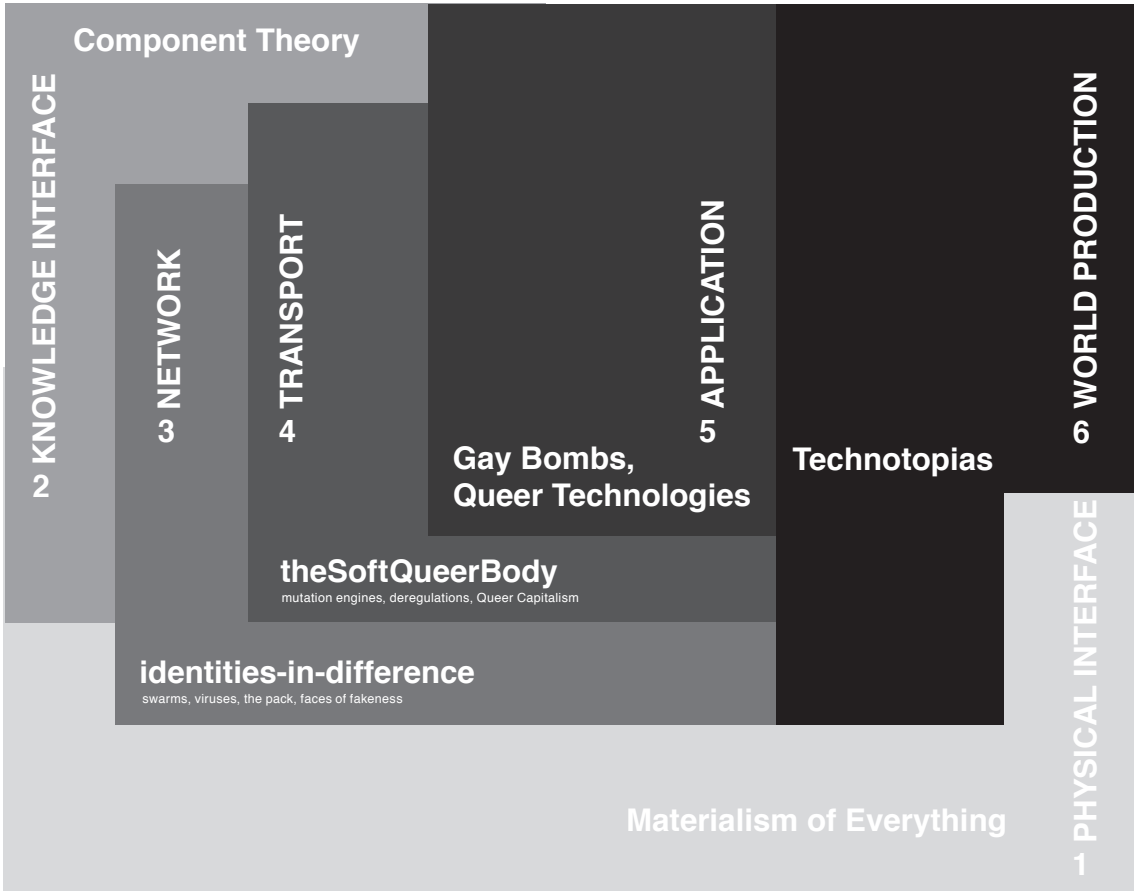 Component Theory
2 KNOWLEDGE INTERFACE
3 NETWORK
4 TRANSPORT
5 APPLICATION
6 WORLD PRODUCTION
Gay Bombs,
Queer Technologies
Technotopias
theSoftQueerBody
mutation engines, deregulations, Queer Capitalism
identities-in-difference
swarms, viruses, the pack, faces of fakeness
1 PHYSICAL INTERFACE
Materialism of Everything